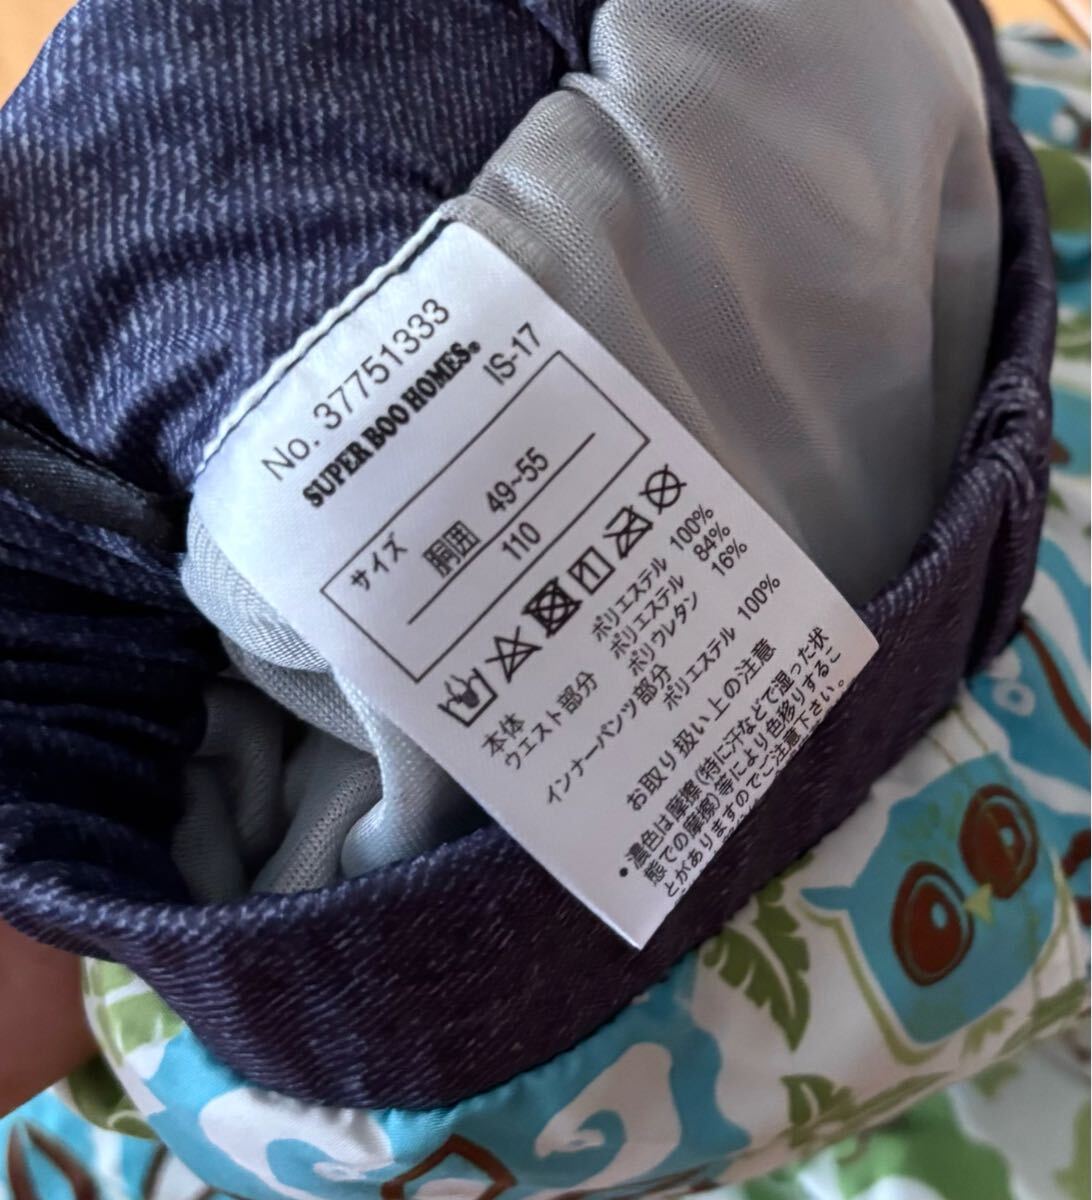 No. 37751333
SUPER BOO HOMES®
IS-17
サイズ
胴囲 49~55
110
本体 ポリエステル 100%
ウエスト部分 ポリエステル 84%
ポリウレタン 16%
インナーパンツ部分
ポリエステル 100%
お取り扱い上の注意
・濃色は摩擦(特に汗などで湿った状
態での摩擦)等により色移りするこ
とがありますのでご注意下さい。